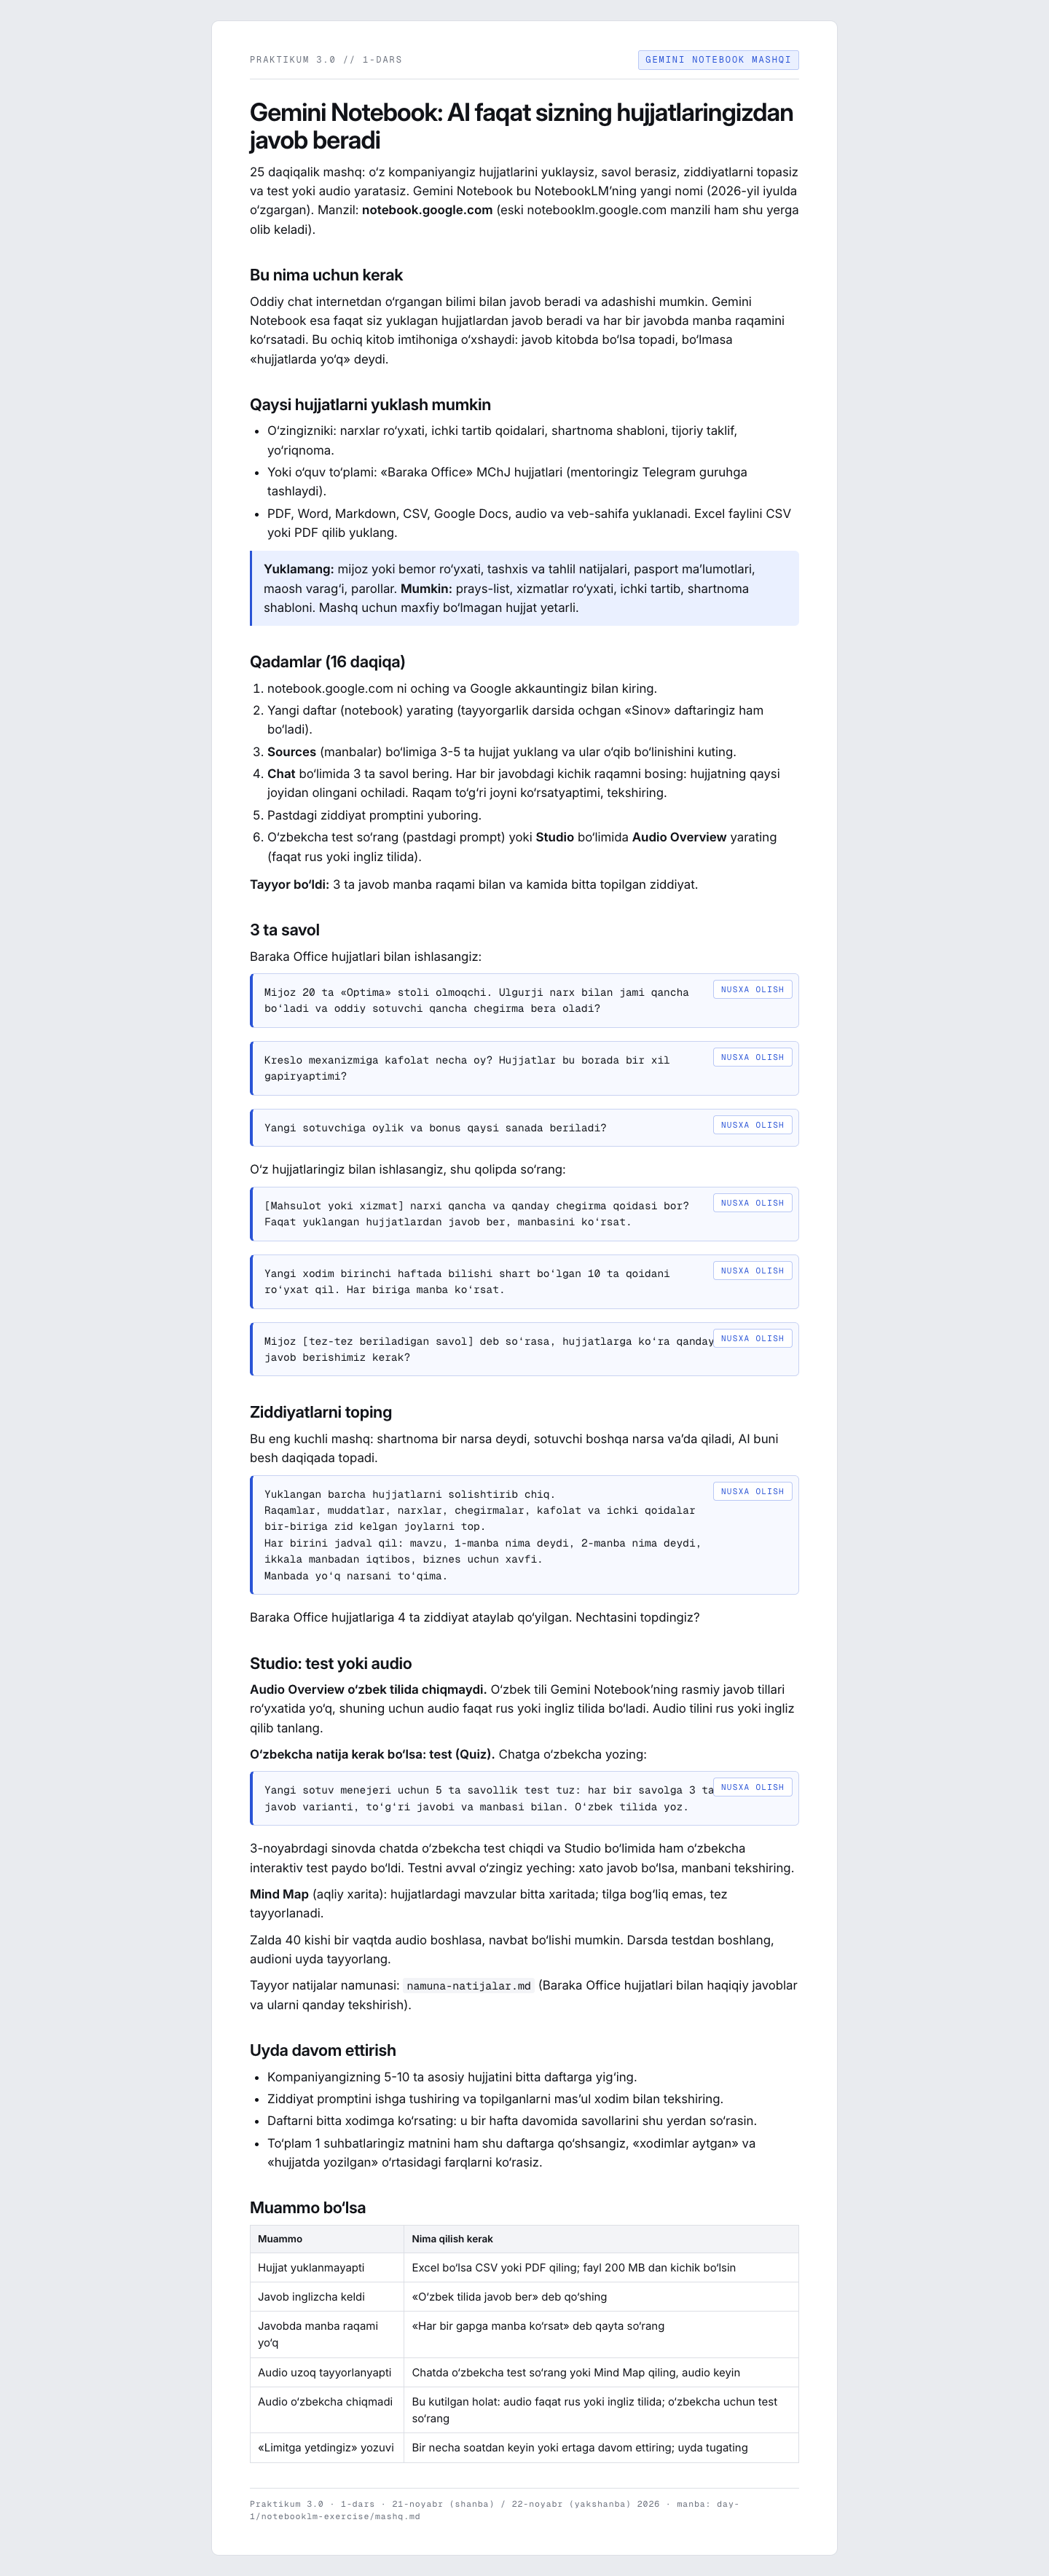 PRAKTIKUM 3.0 // 1-DARS
GEMINI NOTEBOOK MASHQI
Gemini Notebook: AI faqat sizning hujjatlaringizdan
javob beradi
25 daqiqalik mashq: o‘z kompaniyangiz hujjatlarini yuklaysiz, savol berasiz, ziddiyatlarni topasiz
va test yoki audio yaratasiz. Gemini Notebook bu NotebookLM’ning yangi nomi (2026-yil iyulda
o‘zgargan). Manzil: notebook.google.com (eski notebooklm.google.com manzili ham shu yerga
olib keladi).
Bu nima uchun kerak
Oddiy chat internetdan o‘rgangan bilimi bilan javob beradi va adashishi mumkin. Gemini
Notebook esa faqat siz yuklagan hujjatlardan javob beradi va har bir javobda manba raqamini
ko‘rsatadi. Bu ochiq kitob imtihoniga o‘xshaydi: javob kitobda bo‘lsa topadi, bo‘lmasa
«hujjatlarda yo‘q» deydi.
Qaysi hujjatlarni yuklash mumkin
• O‘zingizniki: narxlar ro‘yxati, ichki tartib qoidalari, shartnoma shabloni, tijoriy taklif,
yo‘riqnoma.
• Yoki o‘quv to‘plami: «Baraka Office» MChJ hujjatlari (mentoringiz Telegram guruhga
tashlaydi).
• PDF, Word, Markdown, CSV, Google Docs, audio va veb-sahifa yuklanadi. Excel faylini CSV
yoki PDF qilib yuklang.
Yuklamang: mijoz yoki bemor ro‘yxati, tashxis va tahlil natijalari, pasport ma’lumotlari,
maosh varag‘i, parollar. Mumkin: prays-list, xizmatlar ro‘yxati, ichki tartib, shartnoma
shabloni. Mashq uchun maxfiy bo‘lmagan hujjat yetarli.
Qadamlar (16 daqiqa)
1. notebook.google.com ni oching va Google akkauntingiz bilan kiring.
2. Yangi daftar (notebook) yarating (tayyorgarlik darsida ochgan «Sinov» daftaringiz ham
bo‘ladi).
3. Sources (manbalar) bo‘limiga 3-5 ta hujjat yuklang va ular o‘qib bo‘linishini kuting.
4. Chat bo‘limida 3 ta savol bering. Har bir javobdagi kichik raqamni bosing: hujjatning qaysi
joyidan olingani ochiladi. Raqam to‘g‘ri joyni ko‘rsatyaptimi, tekshiring.
5. Pastdagi ziddiyat promptini yuboring.
6. O‘zbekcha test so‘rang (pastdagi prompt) yoki Studio bo‘limida Audio Overview yarating
(faqat rus yoki ingliz tilida).
Tayyor bo‘ldi: 3 ta javob manba raqami bilan va kamida bitta topilgan ziddiyat.
3 ta savol
Baraka Office hujjatlari bilan ishlasangiz:
Mijoz 20 ta «Optima» stoli olmoqchi. Ulgurji narx bilan jami qancha
bo‘ladi va oddiy sotuvchi qancha chegirma bera oladi?
NUSXA OLISH
Kreslo mexanizmiga kafolat necha oy? Hujjatlar bu borada bir xil
gapiryaptimi?
NUSXA OLISH
Yangi sotuvchiga oylik va bonus qaysi sanada beriladi?
NUSXA OLISH
O‘z hujjatlaringiz bilan ishlasangiz, shu qolipda so‘rang:
[Mahsulot yoki xizmat] narxi qancha va qanday chegirma qoidasi bor?
Faqat yuklangan hujjatlardan javob ber, manbasini ko‘rsat.
NUSXA OLISH
Yangi xodim birinchi haftada bilishi shart bo‘lgan 10 ta qoidani
ro‘yxat qil. Har biriga manba ko‘rsat.
NUSXA OLISH
Mijoz [tez-tez beriladigan savol] deb so‘rasa, hujjatlarga ko‘ra qanday
javob berishimiz kerak?
NUSXA OLISH
Ziddiyatlarni toping
Bu eng kuchli mashq: shartnoma bir narsa deydi, sotuvchi boshqa narsa va’da qiladi, AI buni
besh daqiqada topadi.
Yuklangan barcha hujjatlarni solishtirib chiq.
Raqamlar, muddatlar, narxlar, chegirmalar, kafolat va ichki qoidalar
bir-biriga zid kelgan joylarni top.
Har birini jadval qil: mavzu, 1-manba nima deydi, 2-manba nima deydi,
ikkala manbadan iqtibos, biznes uchun xavfi.
Manbada yo‘q narsani to‘qima.
NUSXA OLISH
Baraka Office hujjatlariga 4 ta ziddiyat ataylab qo‘yilgan. Nechtasini topdingiz?
Studio: test yoki audio
Audio Overview o‘zbek tilida chiqmaydi. O‘zbek tili Gemini Notebook’ning rasmiy javob tillari
ro‘yxatida yo‘q, shuning uchun audio faqat rus yoki ingliz tilida bo‘ladi. Audio tilini rus yoki ingliz
qilib tanlang.
O‘zbekcha natija kerak bo‘lsa: test (Quiz). Chatga o‘zbekcha yozing:
Yangi sotuv menejeri uchun 5 ta savollik test tuz: har bir savolga 3 ta
javob varianti, to‘g‘ri javobi va manbasi bilan. O‘zbek tilida yoz.
NUSXA OLISH
3-noyabrdagi sinovda chatda o‘zbekcha test chiqdi va Studio bo‘limida ham o‘zbekcha
interaktiv test paydo bo‘ldi. Testni avval o‘zingiz yeching: xato javob bo‘lsa, manbani tekshiring.
Mind Map (aqliy xarita): hujjatlardagi mavzular bitta xaritada; tilga bog‘liq emas, tez
tayyorlanadi.
Zalda 40 kishi bir vaqtda audio boshlasa, navbat bo‘lishi mumkin. Darsda testdan boshlang,
audioni uyda tayyorlang.
Tayyor natijalar namunasi: namuna-natijalar.md (Baraka Office hujjatlari bilan haqiqiy javoblar
va ularni qanday tekshirish).
Uyda davom ettirish
• Kompaniyangizning 5-10 ta asosiy hujjatini bitta daftarga yig‘ing.
• Ziddiyat promptini ishga tushiring va topilganlarni mas’ul xodim bilan tekshiring.
• Daftarni bitta xodimga ko‘rsating: u bir hafta davomida savollarini shu yerdan so‘rasin.
• To‘plam 1 suhbatlaringiz matnini ham shu daftarga qo‘shsangiz, «xodimlar aytgan» va
«hujjatda yozilgan» o‘rtasidagi farqlarni ko‘rasiz.
Muammo bo‘lsa
Muammo
Nima qilish kerak
Hujjat yuklanmayapti
Excel bo‘lsa CSV yoki PDF qiling; fayl 200 MB dan kichik bo‘lsin
Javob inglizcha keldi
«O‘zbek tilida javob ber» deb qo‘shing
Javobda manba raqami
yo‘q
«Har bir gapga manba ko‘rsat» deb qayta so‘rang
Audio uzoq tayyorlanyapti
Chatda o‘zbekcha test so‘rang yoki Mind Map qiling, audio keyin
Audio o‘zbekcha chiqmadi
Bu kutilgan holat: audio faqat rus yoki ingliz tilida; o‘zbekcha uchun test
so‘rang
«Limitga yetdingiz» yozuvi
Bir necha soatdan keyin yoki ertaga davom ettiring; uyda tugating
Praktikum 3.0 · 1-dars · 21-noyabr (shanba) / 22-noyabr (yakshanba) 2026 · manba: day-
1/notebooklm-exercise/mashq.md